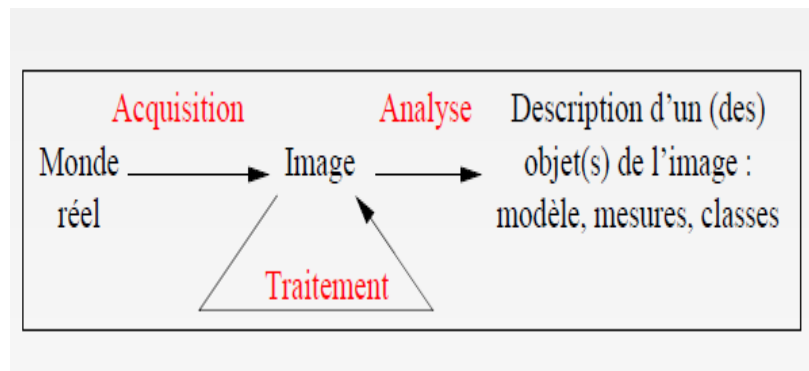 Acquisition
Analyse
Description d’un (des)
Monde
Image
objet(s) de l’image :
réel
modèle, mesures, classes
Traitement